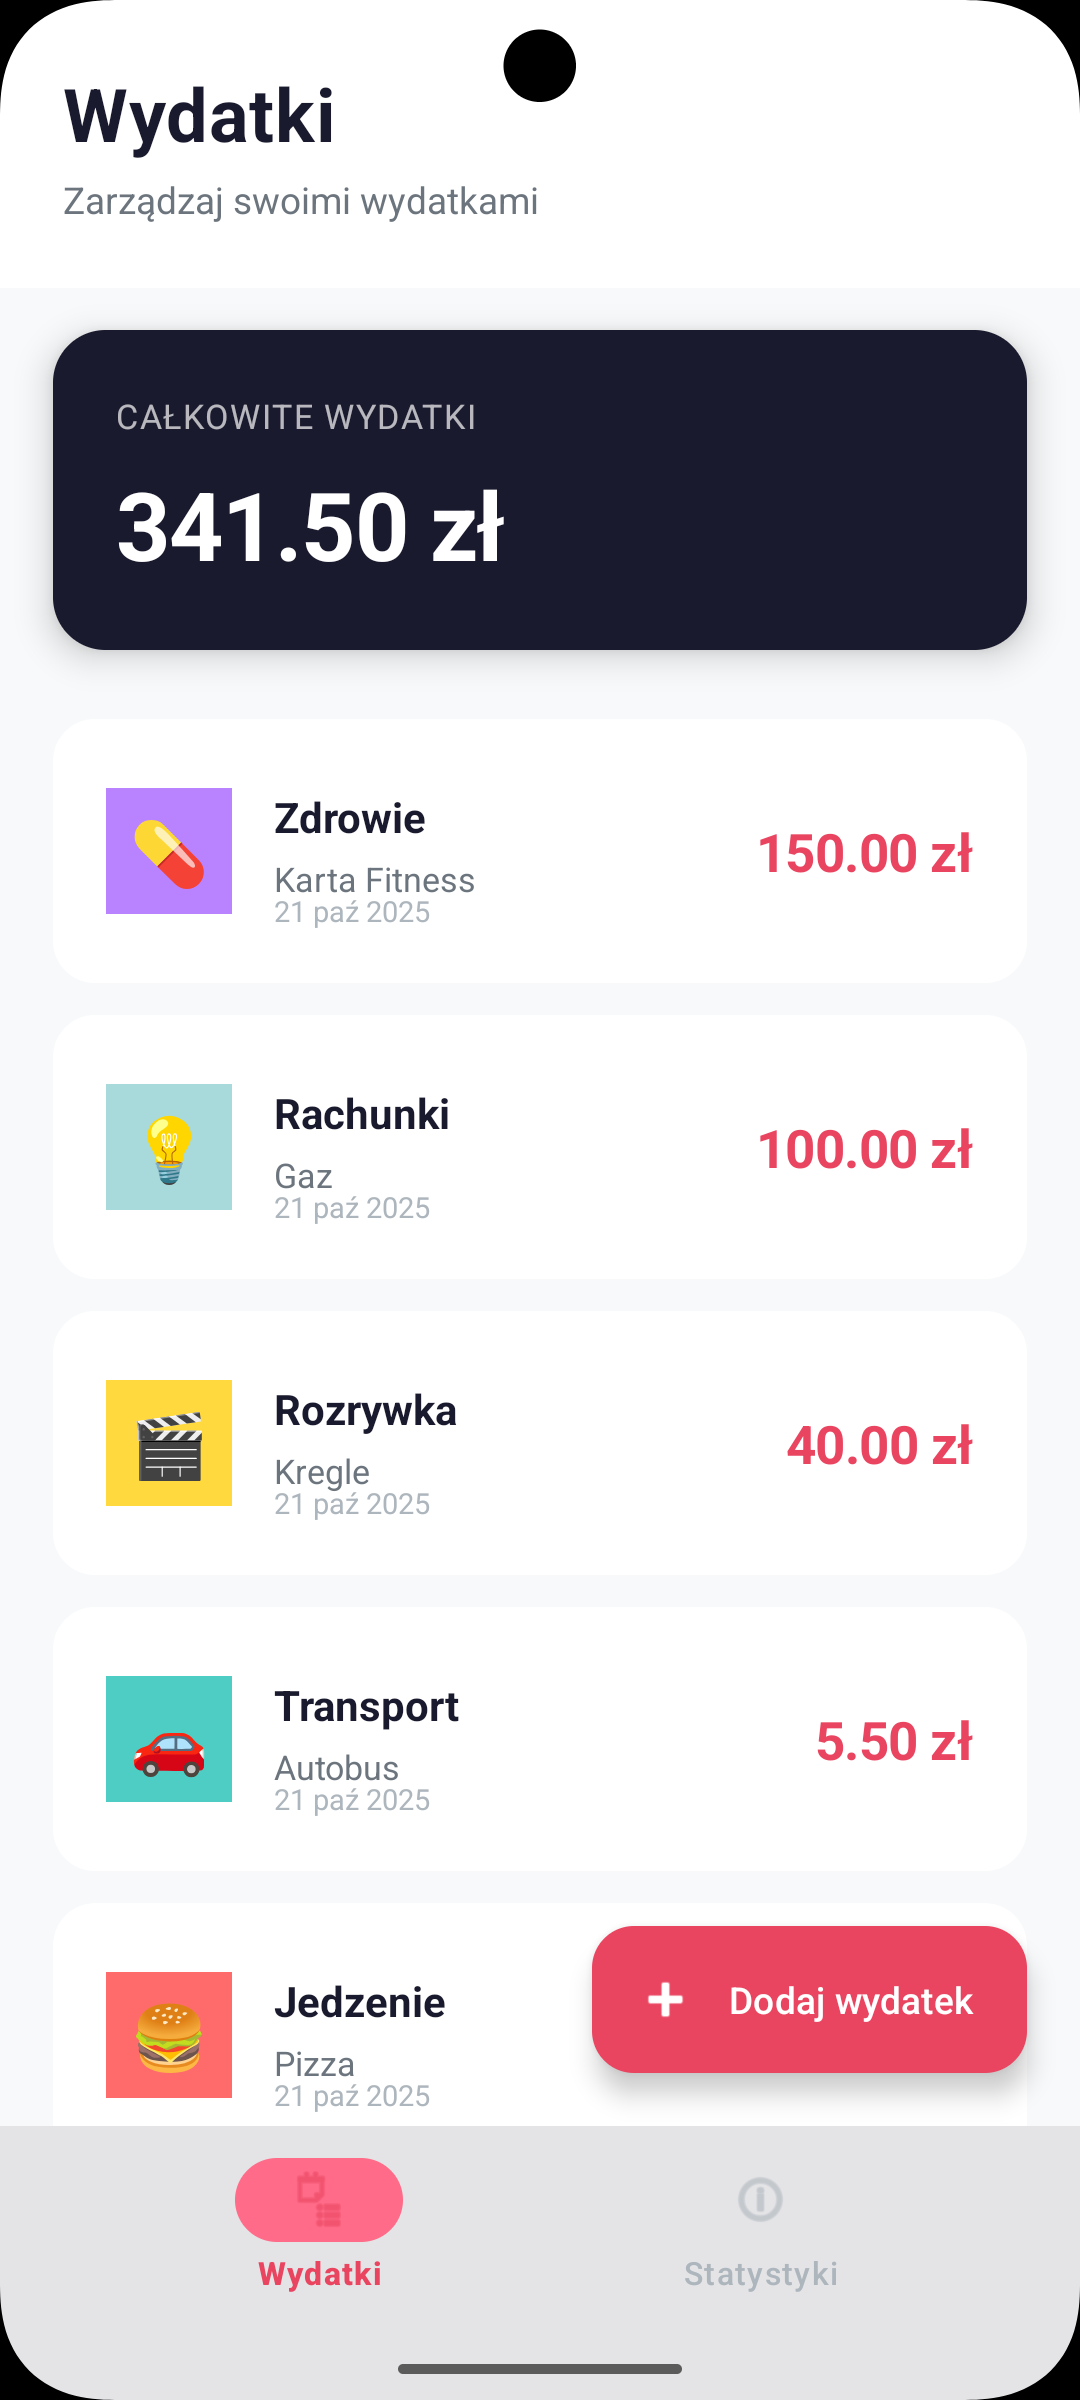 Wydatki
Zarządzaj swoimi wydatkami
CAŁKOWITE WYDATKI
341.50 zł
Zdrowie
Karta Fitness
21 paź 2025
150.00 zł
Rachunki
Gaz
21 paź 2025
100.00 zł
Rozrywka
Kregle
21 paź 2025
40.00 zł
Transport
Autobus
21 paź 2025
5.50 zł
Jedzenie
Pizza
21 paź 2025
Dodaj wydatek
Wydatki
Statystyki